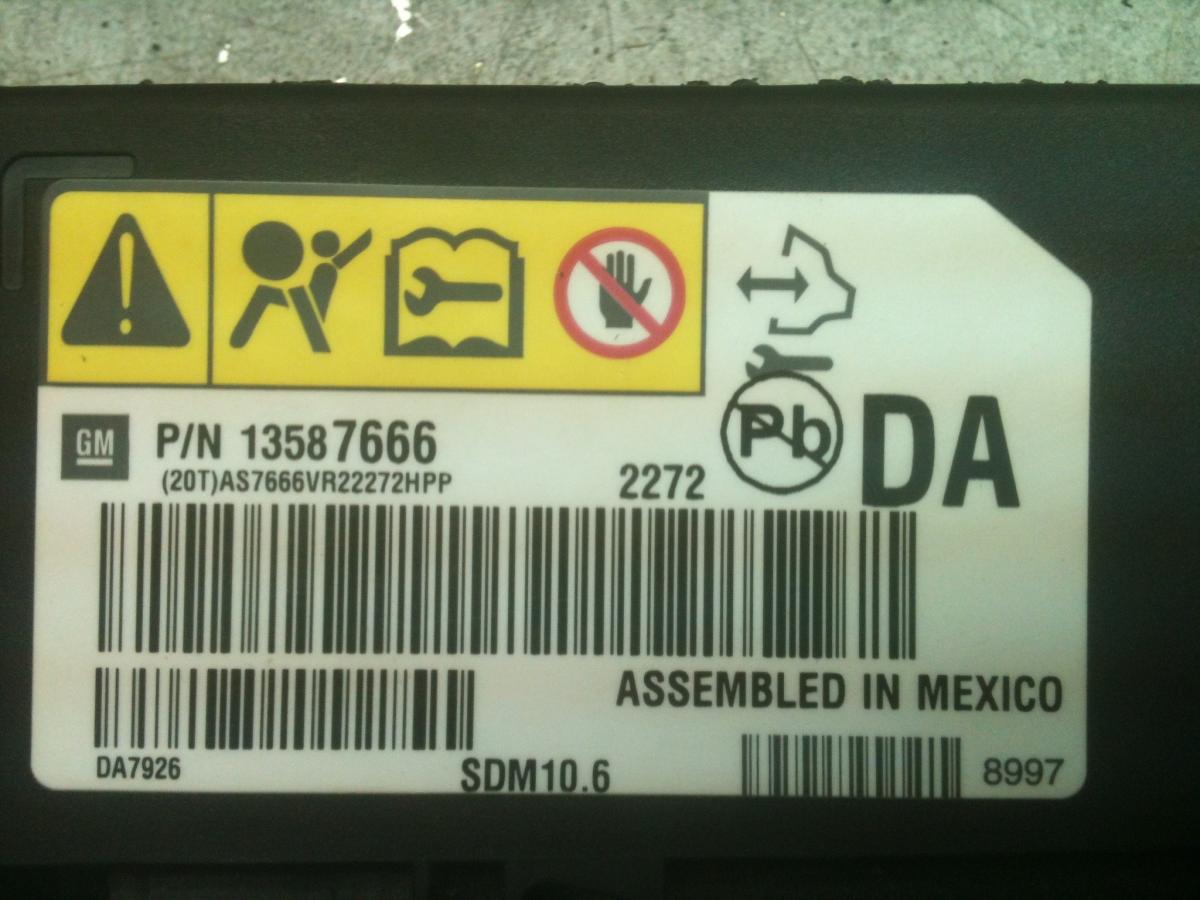 Pb
DA
GM P/N 13587666
(20T)AS7666VR22272HPP
2272
ASSEMBLED IN MEXICO
DA7926
SDM10.6
8997